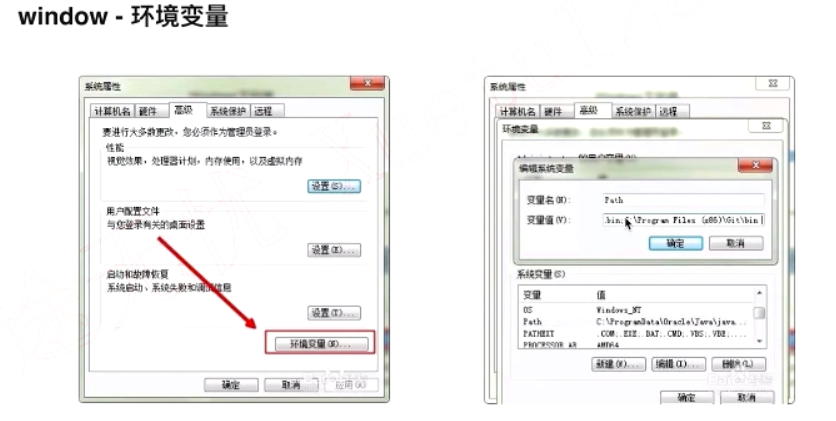 window - 环境变量
系统属性
计算机名 硬件 高级 系统保护 远程
要进行大多数更改，您必须作为管理员登录。
性能
视觉效果，处理器计划，内存使用，以及虚拟内存
设置(S)...
用户配置文件
与您登录有关的桌面设置
设置(E)...
启动和故障恢复
系统启动、系统失败和调试信息
设置(T)...
环境变量(N)...
确定 取消 应用(A)
系统属性
计算机名 硬件 高级 系统保护 远程
环境变量
编辑系统变量
变量名(N): Path
变量值(V): bin;C:\Program Files (x86)\Git\bin
确定 取消
系统变量(S)
变量 值
OS Windows_NT
Path C:\ProgramData\Oracle\Java\java...
PATHEXT .COM;.EXE;.BAT;.CMD;.VBS;.VBE;...
PROCESSOR_AR AMD64
新建(W)... 编辑(I)... 删除(L)
确定 取消